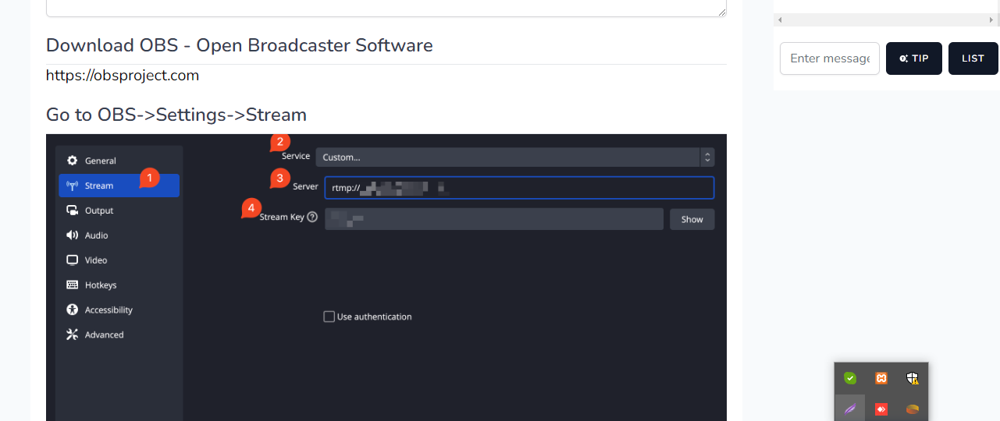 Download OBS - Open Broadcaster Software
https://obsproject.com
Go to OBS->Settings->Stream
Enter message
TIP
LIST
General
1
Stream
Output
Audio
Video
Hotkeys
Accessibility
Advanced
2
Service
Custom...
3
Server
rtmp://
4
Stream Key
?
Show
Use authentication